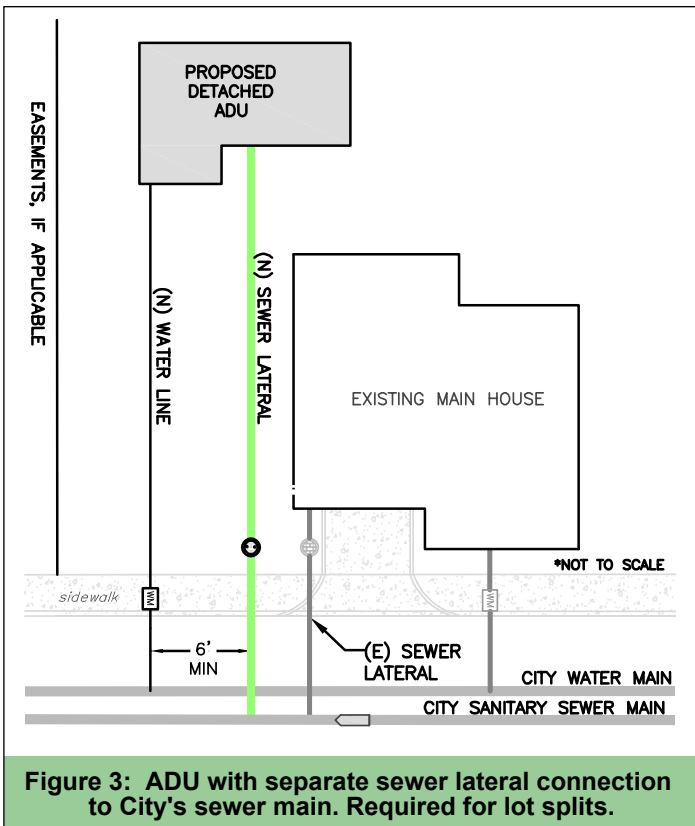 PROPOSED
DETACHED
ADU
EASEMENTS, IF APPLICABLE
(N) WATER LINE
(N) SEWER LATERAL
EXISTING MAIN HOUSE
*NOT TO SCALE
sidewalk
WM
WM
6'
MIN
(E) SEWER
LATERAL
CITY WATER MAIN
CITY SANITARY SEWER MAIN
Figure 3: ADU with separate sewer lateral connection
to City's sewer main. Required for lot splits.